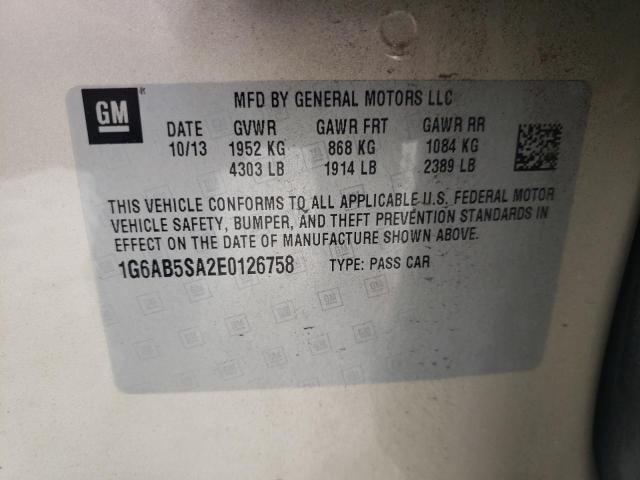 GM
MFD BY GENERAL MOTORS LLC
DATE GVWR GAWR FRT GAWR RR
10/13 1952 KG 868 KG 1084 KG
4303 LB 1914 LB 2389 LB
THIS VEHICLE CONFORMS TO ALL APPLICABLE U.S. FEDERAL MOTOR
VEHICLE SAFETY, BUMPER, AND THEFT PREVENTION STANDARDS IN
EFFECT ON THE DATE OF MANUFACTURE SHOWN ABOVE.
1G6AB5SA2E0126758 TYPE: PASS CAR